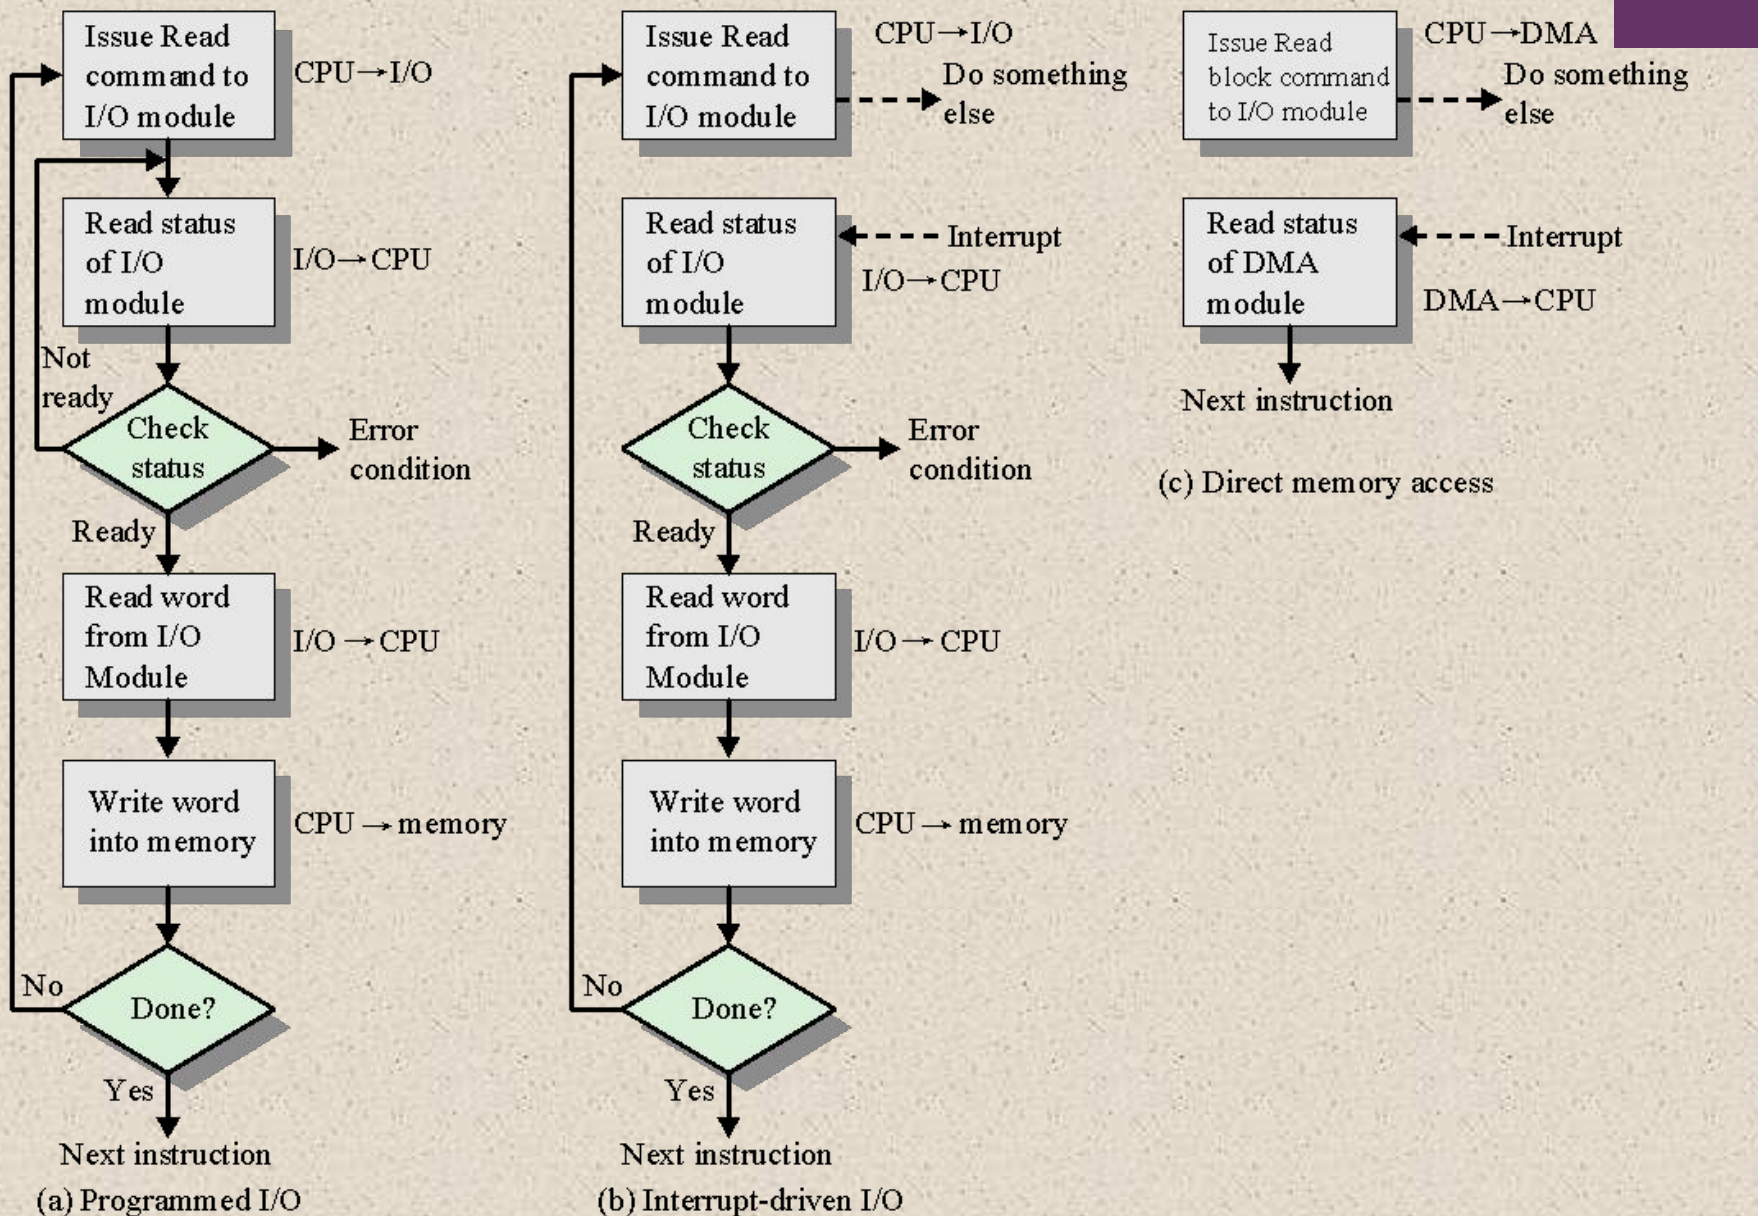 Issue Read
command to
I/O module
CPU→I/O
Read status
of I/O
module
I/O→CPU
Not
ready
Check
status
Error
condition
Ready
Read word
from I/O
Module
I/O → CPU
Write word
into memory
CPU → memory
No
Done?
Yes
Next instruction
(a) Programmed I/O
Issue Read
command to
I/O module
CPU→I/O
Do something
else
Read status
of I/O
module
Interrupt
I/O→CPU
Check
status
Error
condition
Ready
Read word
from I/O
Module
I/O → CPU
Write word
into memory
CPU → memory
No
Done?
Yes
Next instruction
(b) Interrupt-driven I/O
Issue Read
block command
to I/O module
CPU→DMA
Do something
else
Read status
of DMA
module
Interrupt
DMA→CPU
Next instruction
(c) Direct memory access